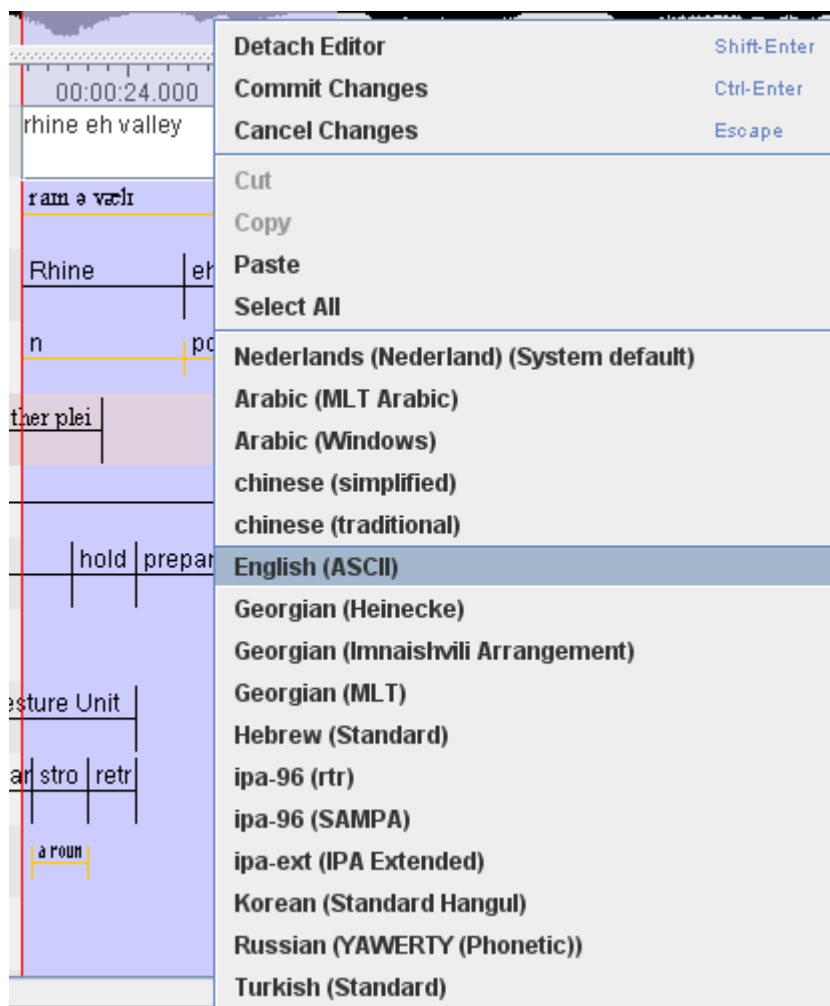 Detach Editor Shift-Enter
00:00:24.000
Commit Changes Ctrl-Enter
rhine eh valley
Cancel Changes Escape
Cut
ɾaɪn ə vælɪ
Copy
Rhine eh
Paste
Select All
n po
Nederlands (Nederland) (System default)
Arabic (MLT Arabic)
ther plei
Arabic (Windows)
chinese (simplified)
chinese (traditional)
hold prepar
English (ASCII)
Georgian (Heinecke)
Georgian (Imnaishvili Arrangement)
esture Unit
Georgian (MLT)
Hebrew (Standard)
ar stro retr
ipa-96 (rtr)
ipa-96 (SAMPA)
a roun
ipa-ext (IPA Extended)
Korean (Standard Hangul)
Russian (YAWERTY (Phonetic))
Turkish (Standard)